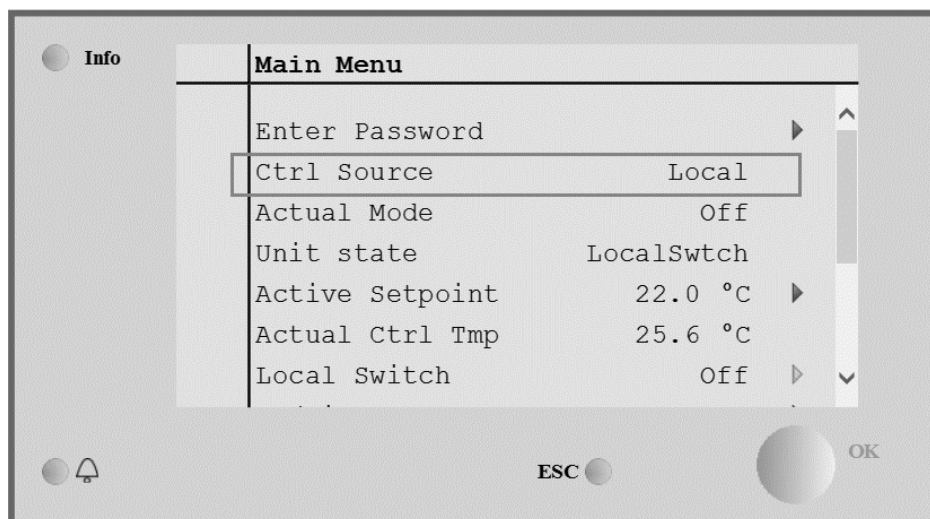 Info
Main Menu
Enter Password
Ctrl Source Local
Actual Mode Off
Unit state LocalSwtch
Active Setpoint 22.0 °C
Actual Ctrl Tmp 25.6 °C
Local Switch Off
ESC
OK